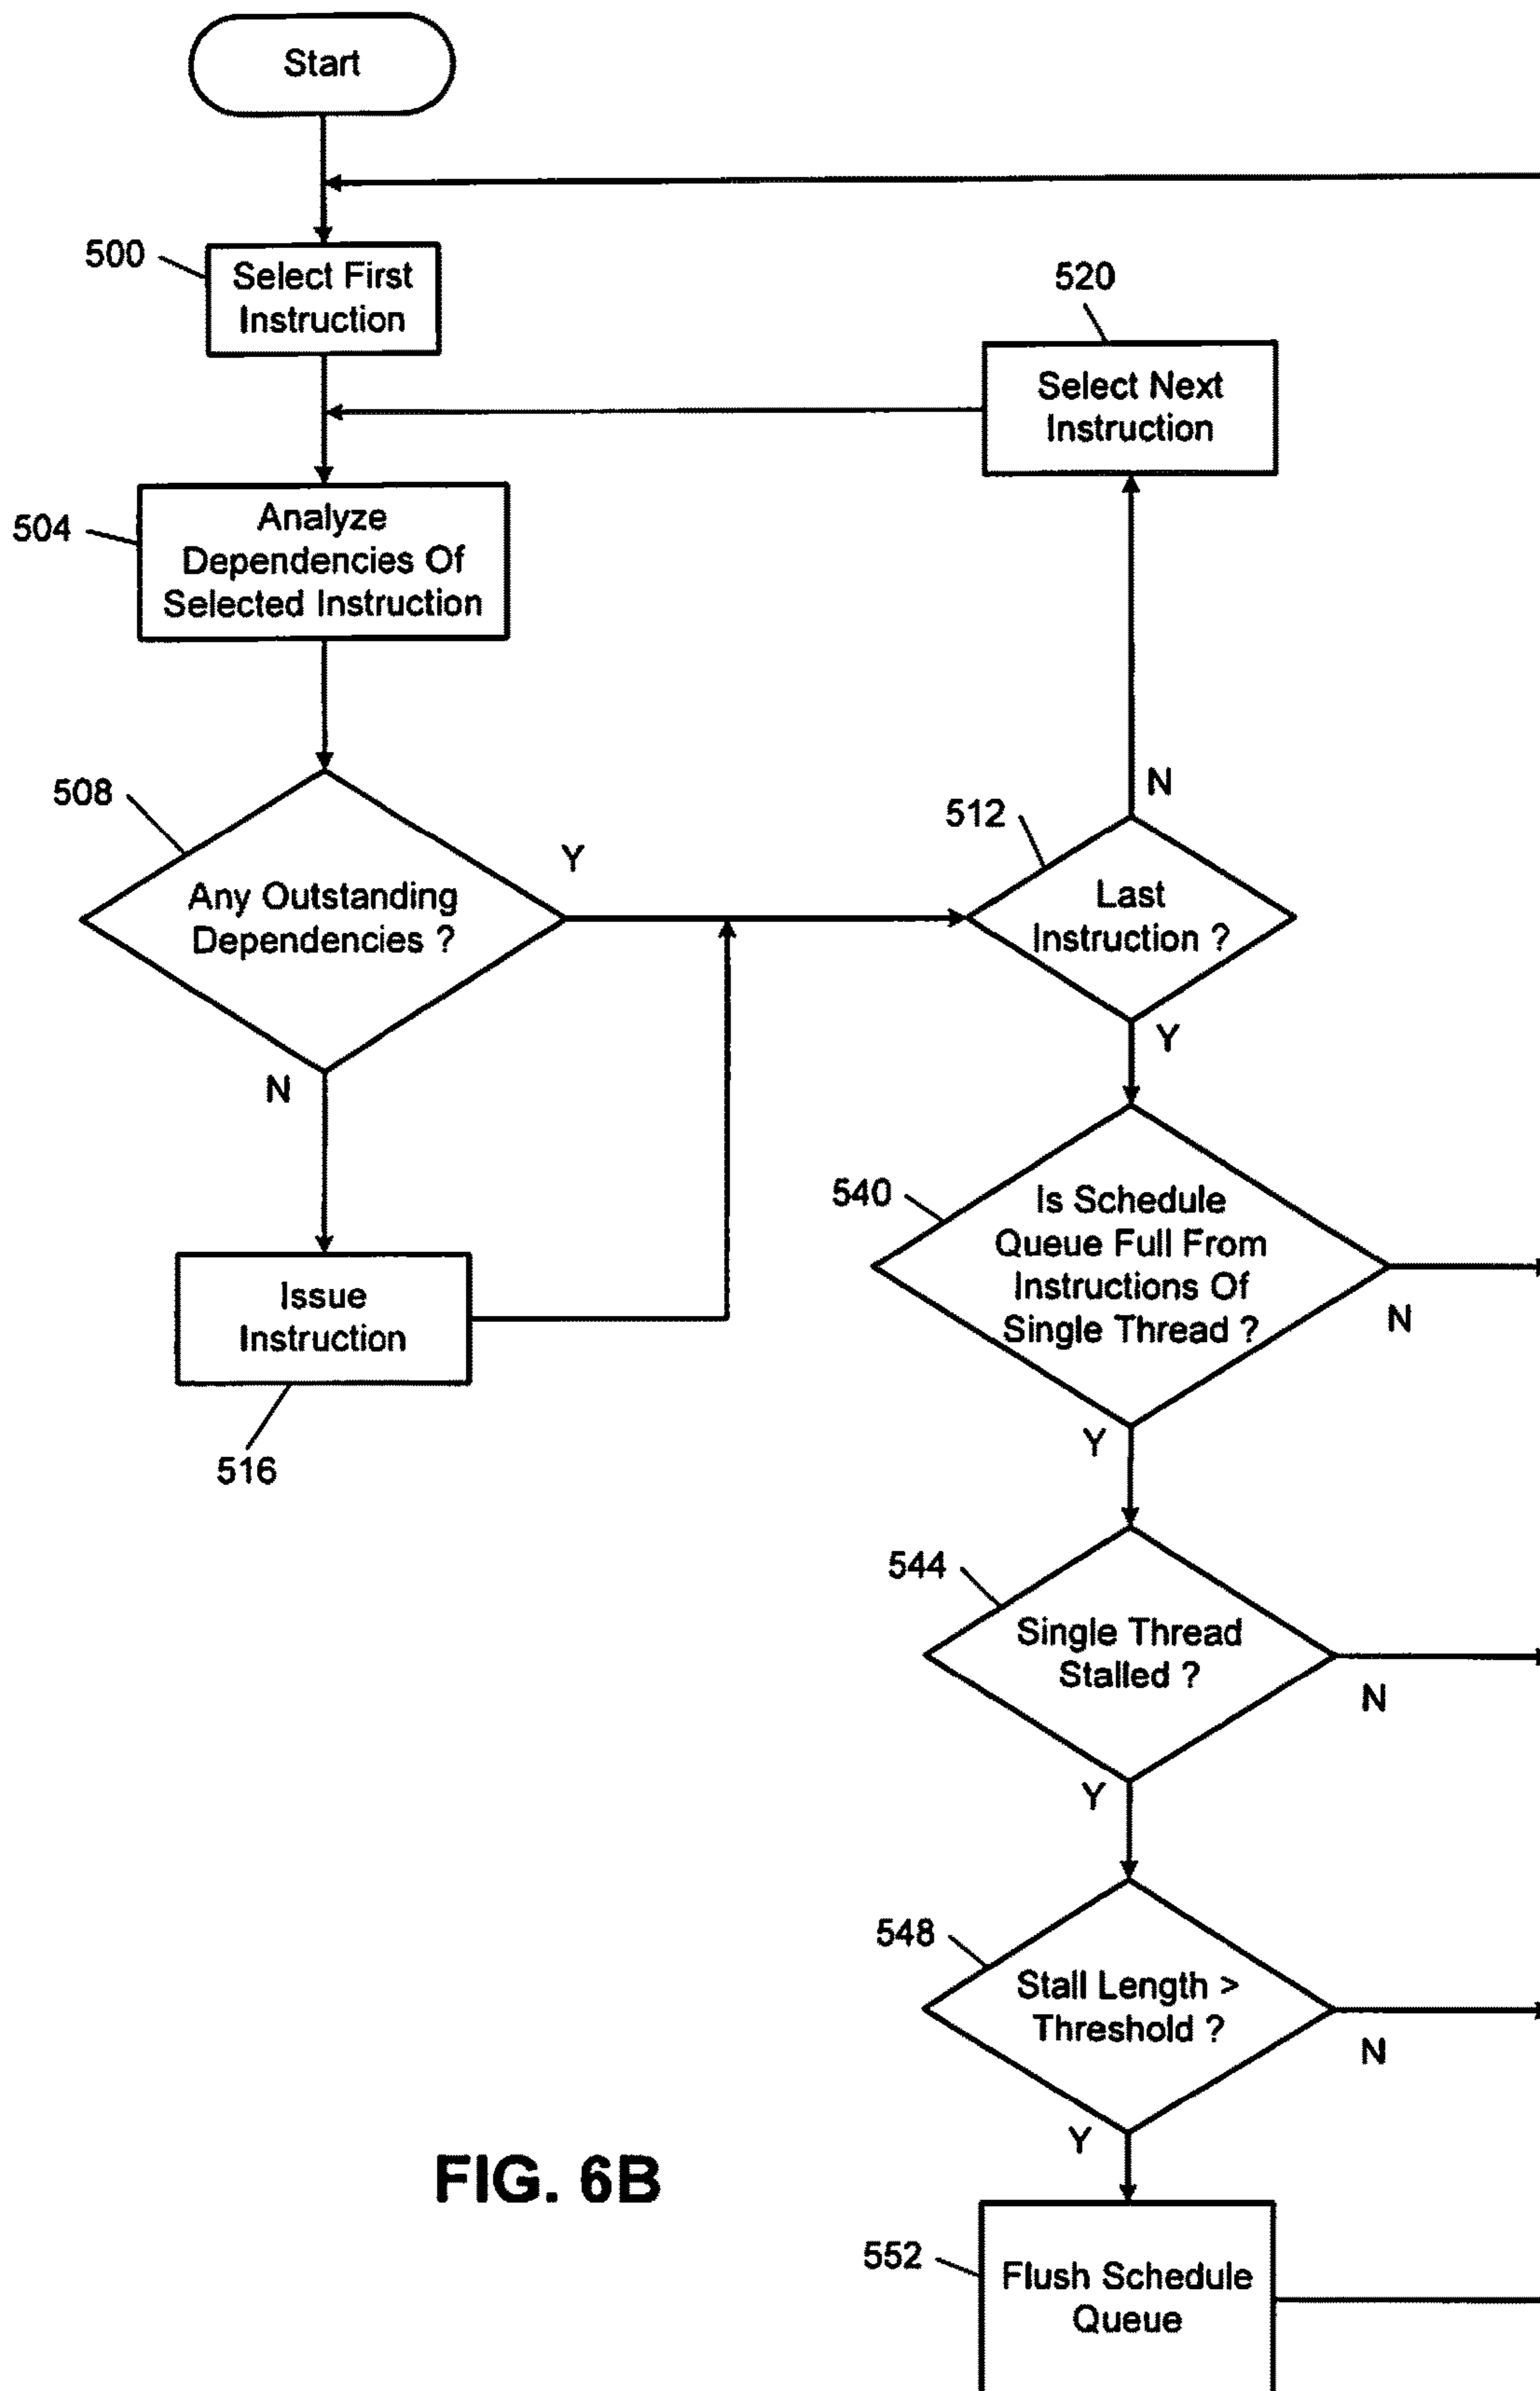 Start
500
Select First
Instruction
520
Select Next
Instruction
504
Analyze
Dependencies Of
Selected Instruction
508
Any Outstanding
Dependencies ?
Y
N
512
Last
Instruction ?
N
Y
Issue
Instruction
516
540
Is Schedule
Queue Full From
Instructions Of
Single Thread ?
N
Y
544
Single Thread
Stalled ?
N
Y
548
Stall Length >
Threshold ?
N
Y
552
Flush Schedule
Queue
FIG. 6B